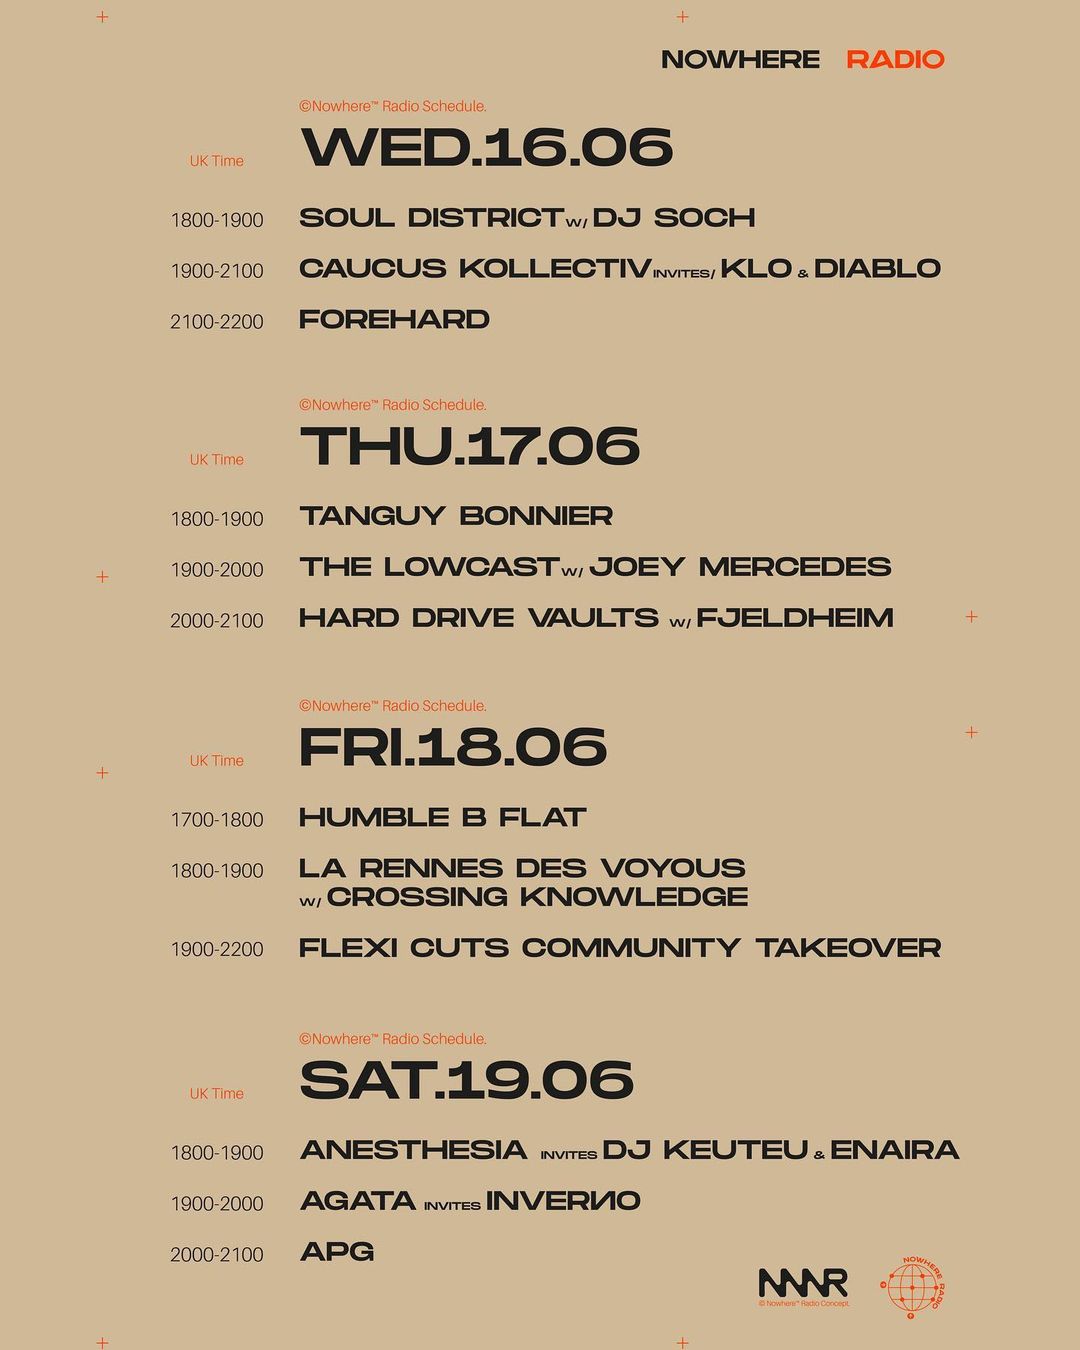 NOWHERE RADIO
©Nowhere™ Radio Schedule.
UK Time WED.16.06
1800-1900 SOUL DISTRICT w/ DJ SOCH
1900-2100 CAUCUS KOLLECTIV INVITES/ KLO & DIABLO
2100-2200 FOREHARD
©Nowhere™ Radio Schedule.
UK Time THU.17.06
1800-1900 TANGUY BONNIER
1900-2000 THE LOWCAST w/ JOEY MERCEDES
2000-2100 HARD DRIVE VAULTS w/ FJELDHEIM
©Nowhere™ Radio Schedule.
UK Time FRI.18.06
1700-1800 HUMBLE B FLAT
1800-1900 LA RENNES DES VOYOUS
w/ CROSSING KNOWLEDGE
1900-2200 FLEXI CUTS COMMUNITY TAKEOVER
©Nowhere™ Radio Schedule.
UK Time SAT.19.06
1800-1900 ANESTHESIA INVITES DJ KEUTEU & ENAIRA
1900-2000 AGATA INVITES INVERИO
2000-2100 APG
NWR
© Nowhere™ Radio Concept.
NOWHERE RADIO